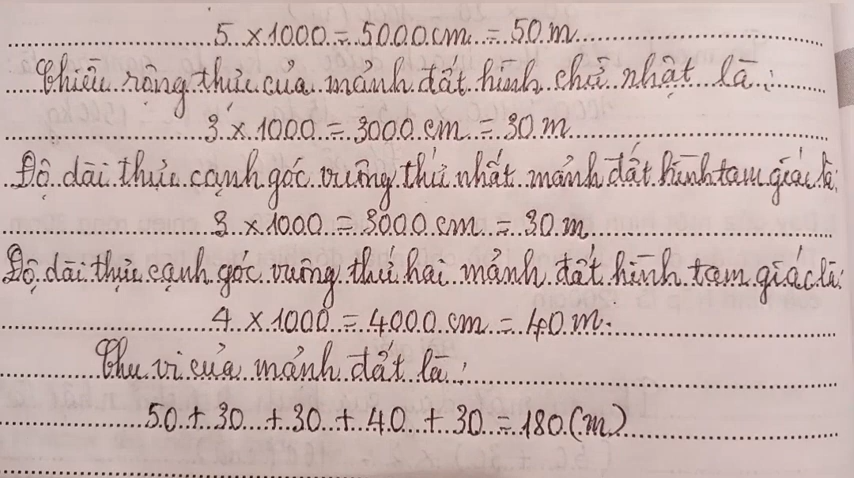 5 × 1000 = 5000 cm = 50 m
Chiều rộng thực của mảnh đất hình chữ nhật là:
3 × 1000 = 3000 cm = 30 m
Độ dài thực cạnh góc vuông thứ nhất mảnh đất hình tam giác là:
3 × 1000 = 3000 cm = 30 m
Độ dài thực cạnh góc vuông thứ hai mảnh đất hình tam giác là:
4 × 1000 = 4000 cm = 40 m.
Chu vi của mảnh đất là:
50 + 30 + 30 + 40 + 30 = 180 (m)